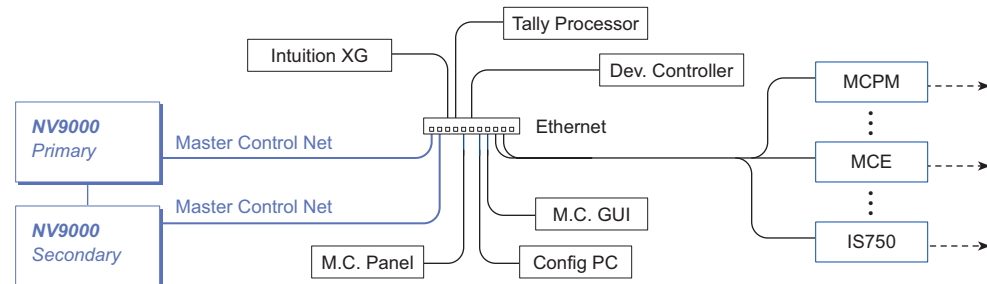 Tally Processor
Intuition XG
Dev. Controller
MCPM
NV9000
Primary
Master Control Net
Ethernet
MCE
NV9000
Secondary
Master Control Net
M.C. GUI
IS750
M.C. Panel
Config PC